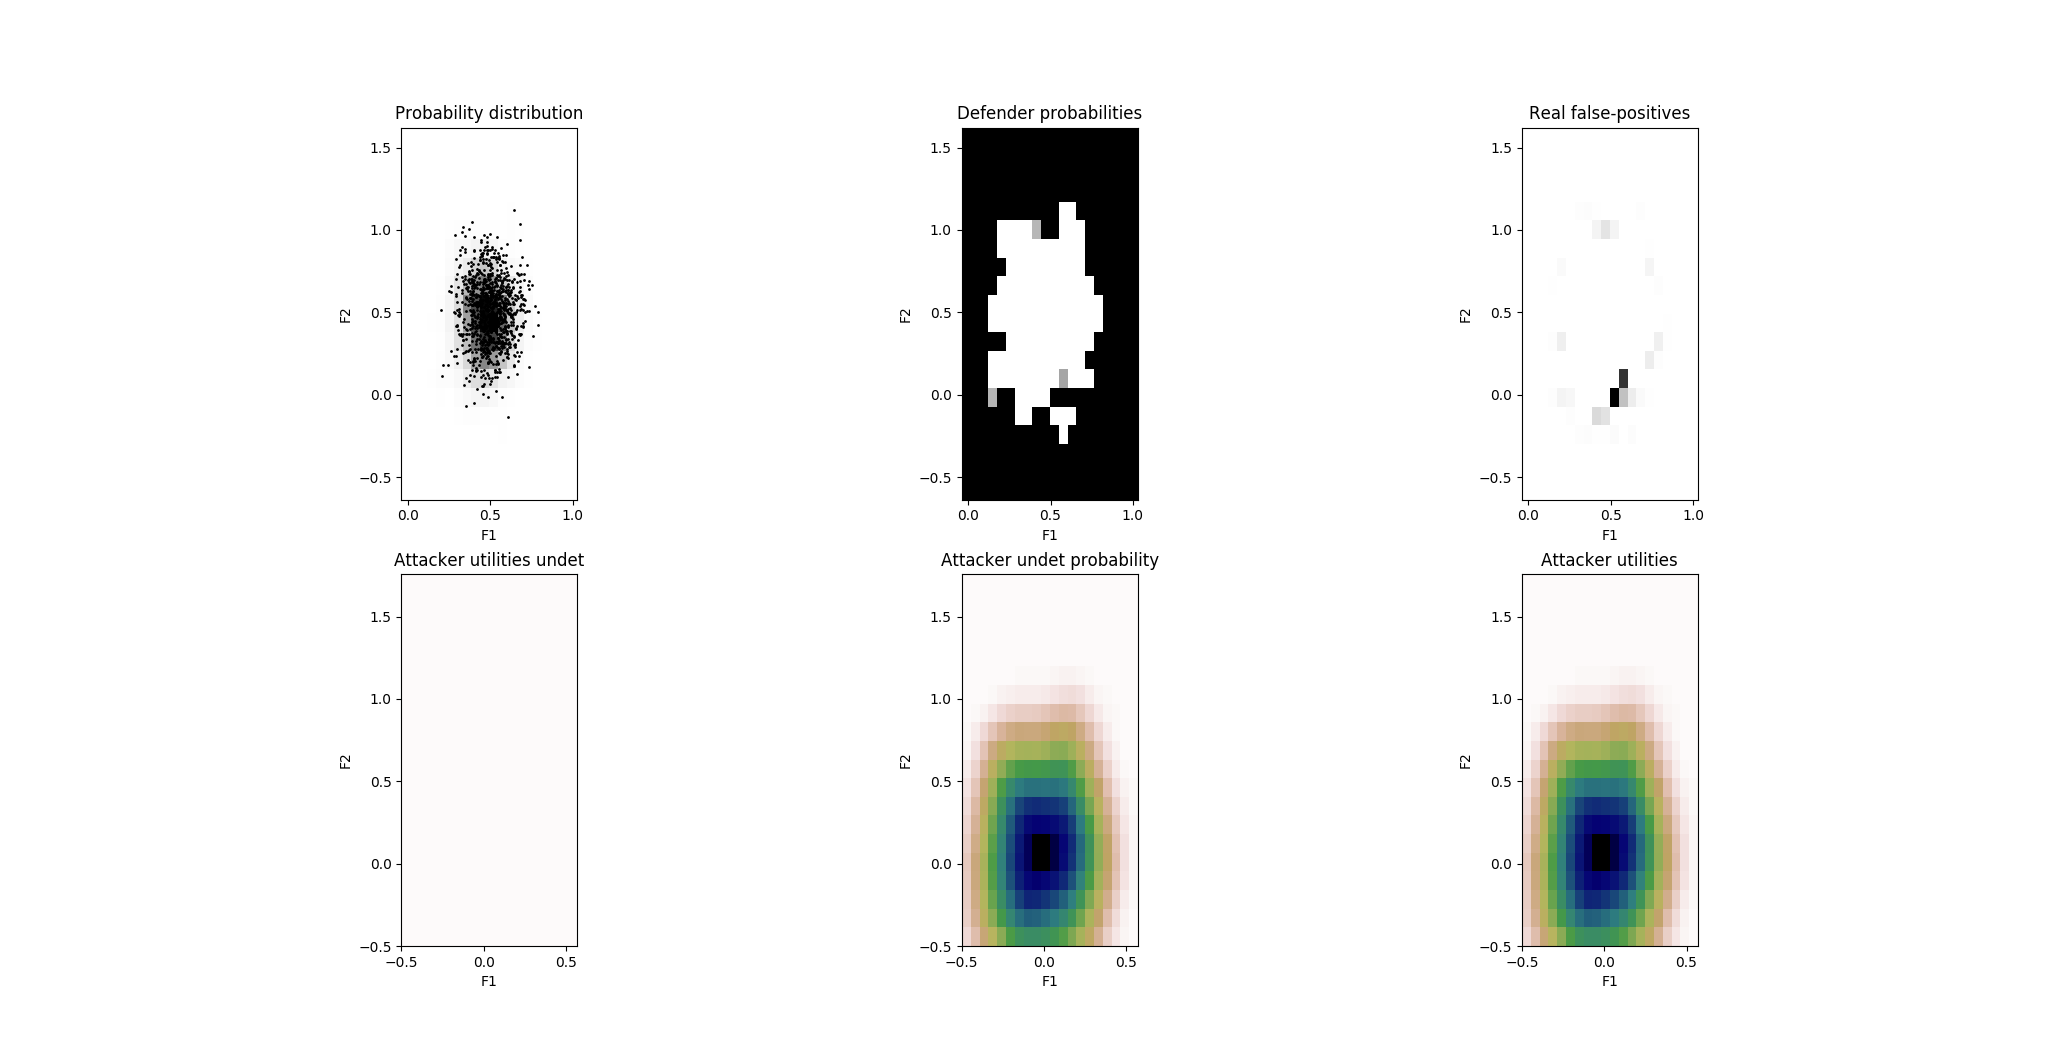 Probability distribution
1.5
1.0
0.5
0.0
−0.5
F2
0.0 0.5 1.0
F1
Defender probabilities
1.5
1.0
0.5
0.0
−0.5
F2
0.0 0.5 1.0
F1
Real false-positives
1.5
1.0
0.5
0.0
−0.5
F2
0.0 0.5 1.0
F1
Attacker utilities undet
1.5
1.0
0.5
0.0
−0.5
F2
−0.5 0.0 0.5
F1
Attacker undet probability
1.5
1.0
0.5
0.0
−0.5
F2
−0.5 0.0 0.5
F1
Attacker utilities
1.5
1.0
0.5
0.0
−0.5
F2
−0.5 0.0 0.5
F1